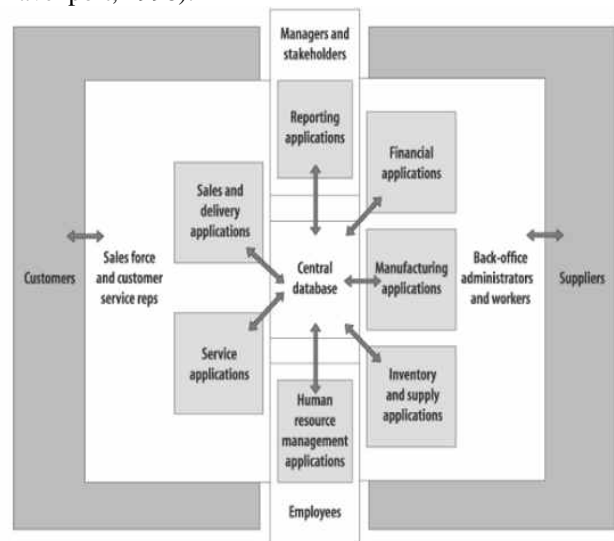 Managers and
stakeholders
Reporting
applications
Financial
applications
Sales and
delivery
applications
Customers
Sales force
and customer
service reps
Central
database
Manufacturing
applications
Back-office
administrators
and workers
Suppliers
Service
applications
Inventory
and supply
applications
Human
resource
management
applications
Employees